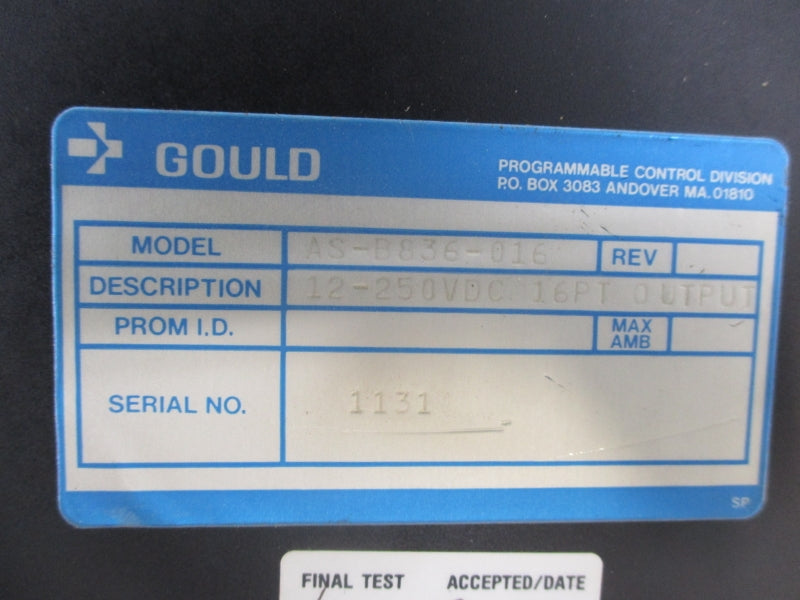 GOULD
PROGRAMMABLE CONTROL DIVISION
P.O. BOX 3083 ANDOVER MA. 01810
MODEL AS-B836-016 REV
DESCRIPTION 12-250VDC 16PT OUTPUT
PROM I.D. MAX AMB
SERIAL NO. 1131
SP
FINAL TEST ACCEPTED/DATE